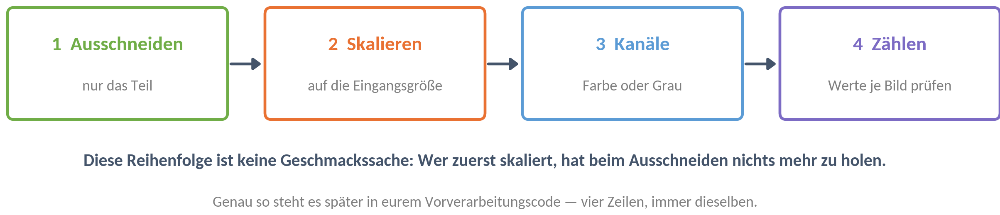 1 Ausschneiden
nur das Teil
2 Skalieren
auf die Eingangsgröße
3 Kanäle
Farbe oder Grau
4 Zählen
Werte je Bild prüfen
Diese Reihenfolge ist keine Geschmackssache: Wer zuerst skaliert, hat beim Ausschneiden nichts mehr zu holen.
Genau so steht es später in eurem Vorverarbeitungscode — vier Zeilen, immer dieselben.